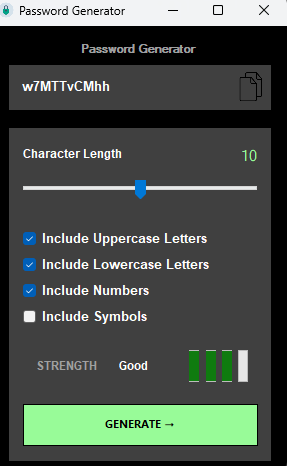 Password Generator
Password Generator
w7MTTvCMhh
Character Length 10
Include Uppercase Letters
Include Lowercase Letters
Include Numbers
Include Symbols
STRENGTH Good
GENERATE →